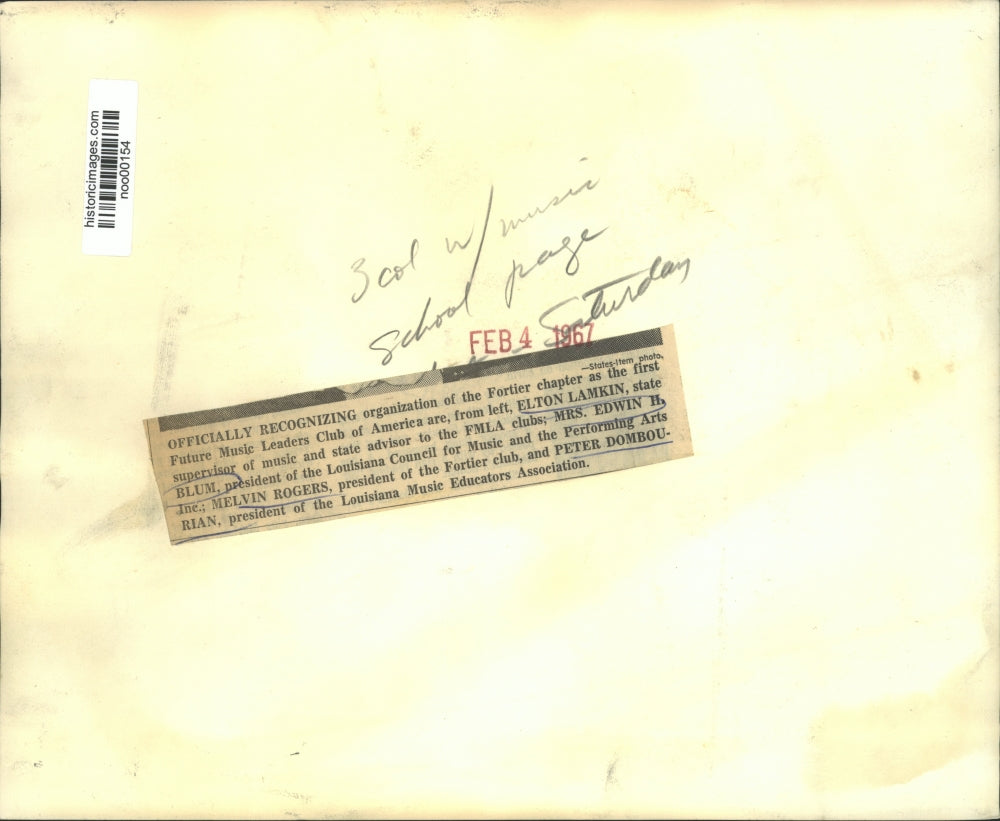 historicimages.com
noo00154
3 col w/ music
school page
Saturday
FEB 4 1967
—States-Item photo.
OFFICIALLY RECOGNIZING organization of the Fortier chapter as the first
Future Music Leaders Club of America are, from left, ELTON LAMKIN, state
supervisor of music and state advisor to the FMLA clubs; MRS. EDWIN H.
BLUM, president of the Louisiana Council for Music and the Performing Arts
Inc.; MELVIN ROGERS, president of the Fortier club, and PETER DOMBOU-
RIAN, president of the Louisiana Music Educators Association.